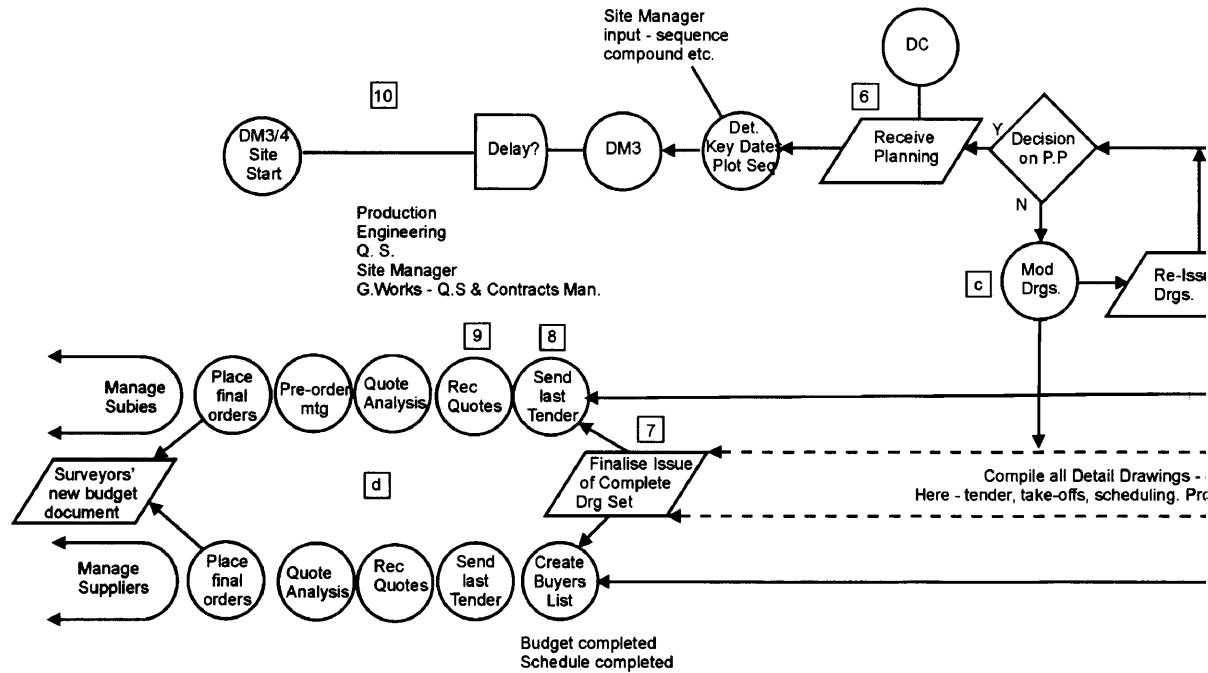 Site Manager
input - sequence
compound etc.
DC
10
6
DM3/4
Site
Start
Delay?
DM3
Det.
Key Dates
Plot Seq
Receive
Planning
Y
Decision
on P.P
N
Production
Engineering
Q. S.
Site Manager
G.Works - Q.S & Contracts Man.
c
Mod
Drgs.
Re-Issu
Drgs.
9
8
Manage
Subies
Place
final
orders
Pre-order
mtg
Quote
Analysis
Rec
Quotes
Send
last
Tender
7
Surveyors'
new budget
document
d
Finalise Issue
of Complete
Drg Set
Compile all Detail Drawings -
Here - tender, take-offs, scheduling. Pro
Manage
Suppliers
Place
final
orders
Quote
Analysis
Rec
Quotes
Send
last
Tender
Create
Buyers
List
Budget completed
Schedule completed